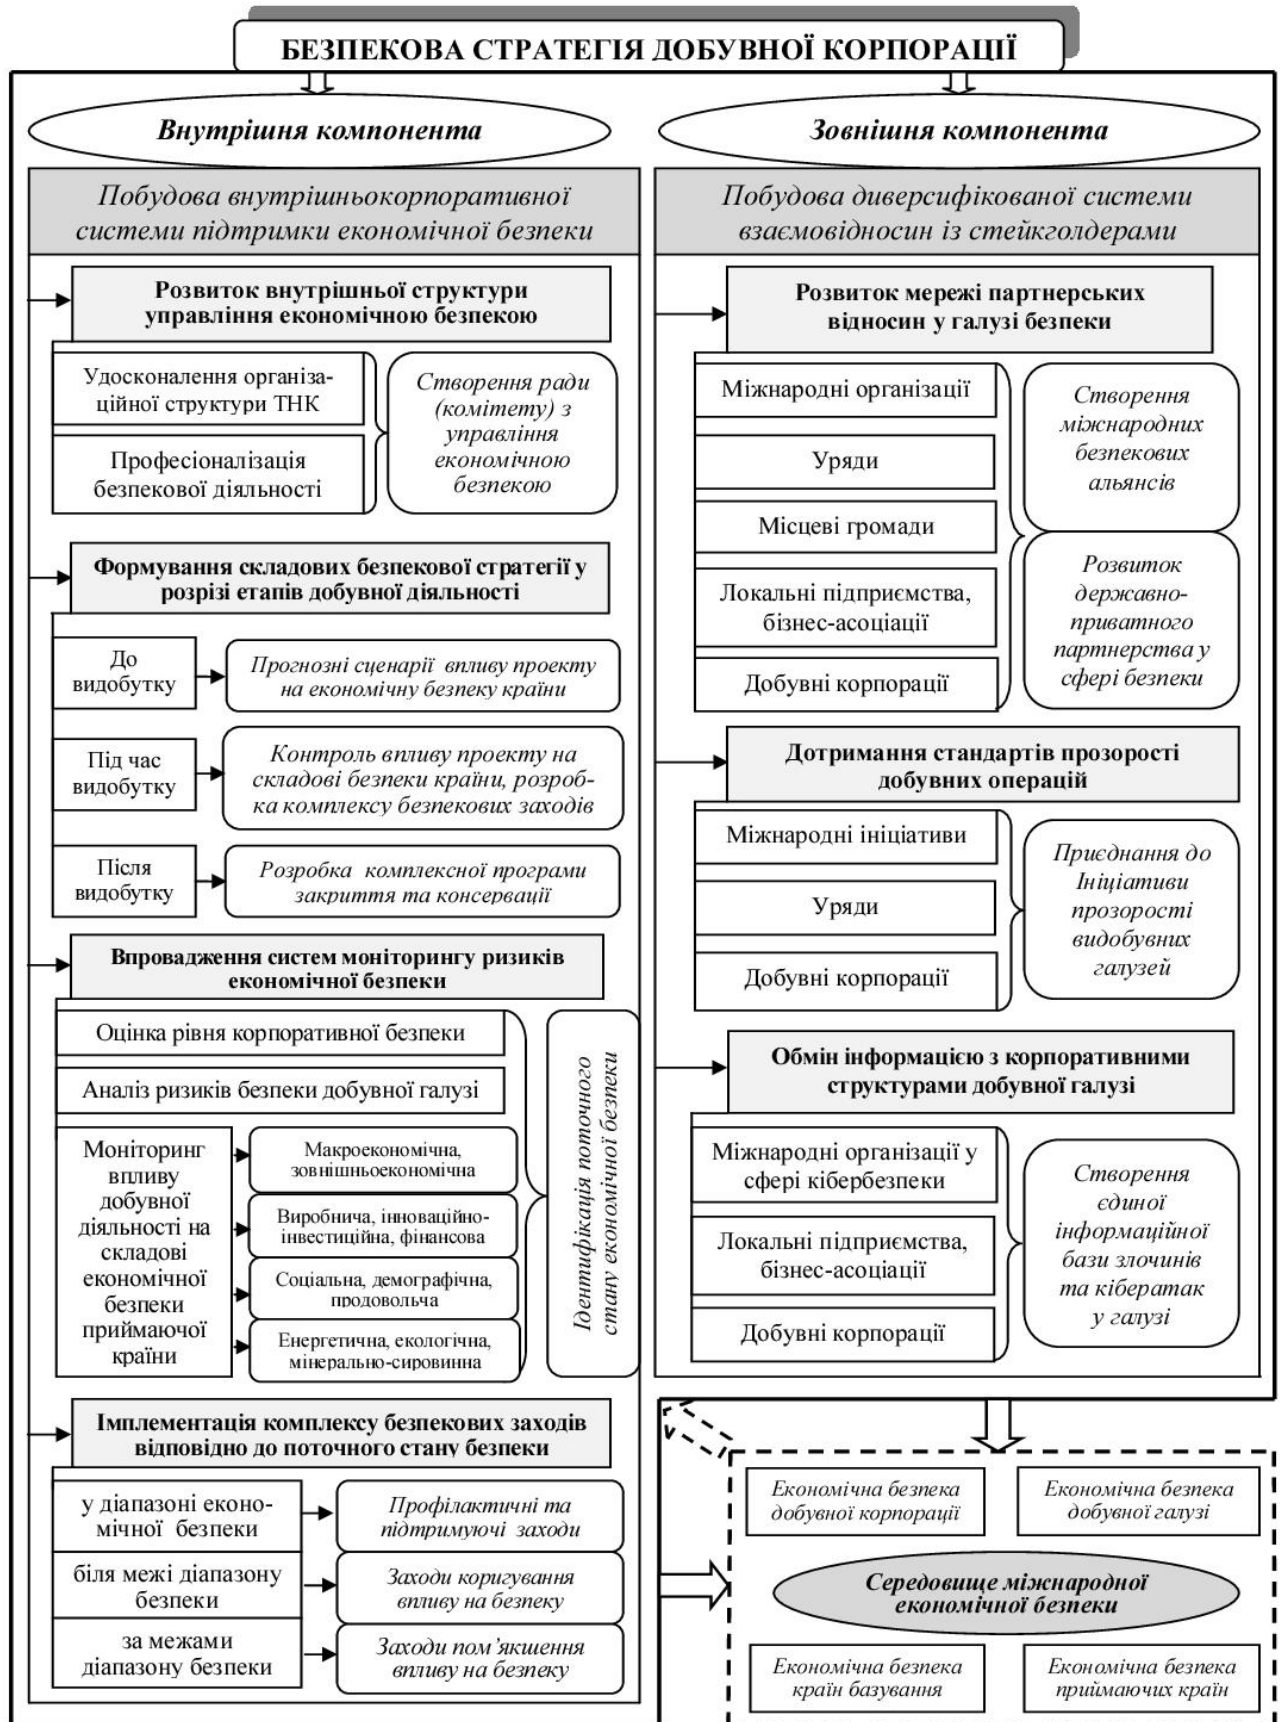 БЕЗПЕКОВА СТРАТЕГІЯ ДОБУВНОЇ КОРПОРАЦІЇ
Внутрішня компонента
Побудова внутрішньокорпоративної
системи підтримки економічної безпеки
Розвиток внутрішньої структури
управління економічною безпекою
Удосконалення організа-
ційної структури ТНК
Професіоналізація
безпекової діяльності
Створення ради
(комітету) з
управління
економічною
безпекою
Формування складових безпекової стратегії у
розрізі етапів добувної діяльності
До
видобутку
Прогнозні сценарії впливу проекту
на економічну безпеку країни
Під час
видобутку
Контроль впливу проекту на
складові безпеки країни, розроб-
ка комплексу безпекових заходів
Після
видобутку
Розробка комплексної програми
закриття та консервації
Впровадження систем моніторингу ризиків
економічної безпеки
Оцінка рівня корпоративної безпеки
Аналіз ризиків безпеки добувної галузі
Моніторинг
впливу
добувної
діяльності на
складові
економічної
безпеки
приймаючої
країни
Макроекономічна,
зовнішньоекономічна
Виробнича, інноваційно-
інвестиційна, фінансова
Соціальна, демографічна,
продовольча
Енергетична, екологічна,
мінерально-сировинна
Ідентифікація поточного
стану економічної безпеки
Імплементація комплексу безпекових заходів
відповідно до поточного стану безпеки
у діапазоні еконо-
мічної безпеки
Профілактичні та
підтримуючі заходи
біля межі діапазону
безпеки
Заходи коригування
впливу на безпеку
за межами
діапазону безпеки
Заходи пом’якшення
впливу на безпеку
Зовнішня компонента
Побудова диверсифікованої системи
взаємовідносин із стейкголдерами
Розвиток мережі партнерських
відносин у галузі безпеки
Міжнародні організації
Уряди
Місцеві громади
Локальні підприємства,
бізнес-асоціації
Добувні корпорації
Створення
міжнародних
безпекових
альянсів
Розвиток
державно-
приватного
партнерства у
сфері безпеки
Дотримання стандартів прозорості
добувних операцій
Міжнародні ініціативи
Уряди
Добувні корпорації
Приєднання до
Ініціативи
прозорості
видобувних
галузей
Обмін інформацією з корпоративними
структурами добувної галузі
Міжнародні організації у
сфері кібербезпеки
Локальні підприємства,
бізнес-асоціації
Добувні корпорації
Створення
єдиної
інформаційної
бази злочинів
та кібератак
у галузі
Економічна безпека
добувної корпорації
Економічна безпека
добувної галузі
Середовище міжнародної
економічної безпеки
Економічна безпека
країн базування
Економічна безпека
приймаючих країн